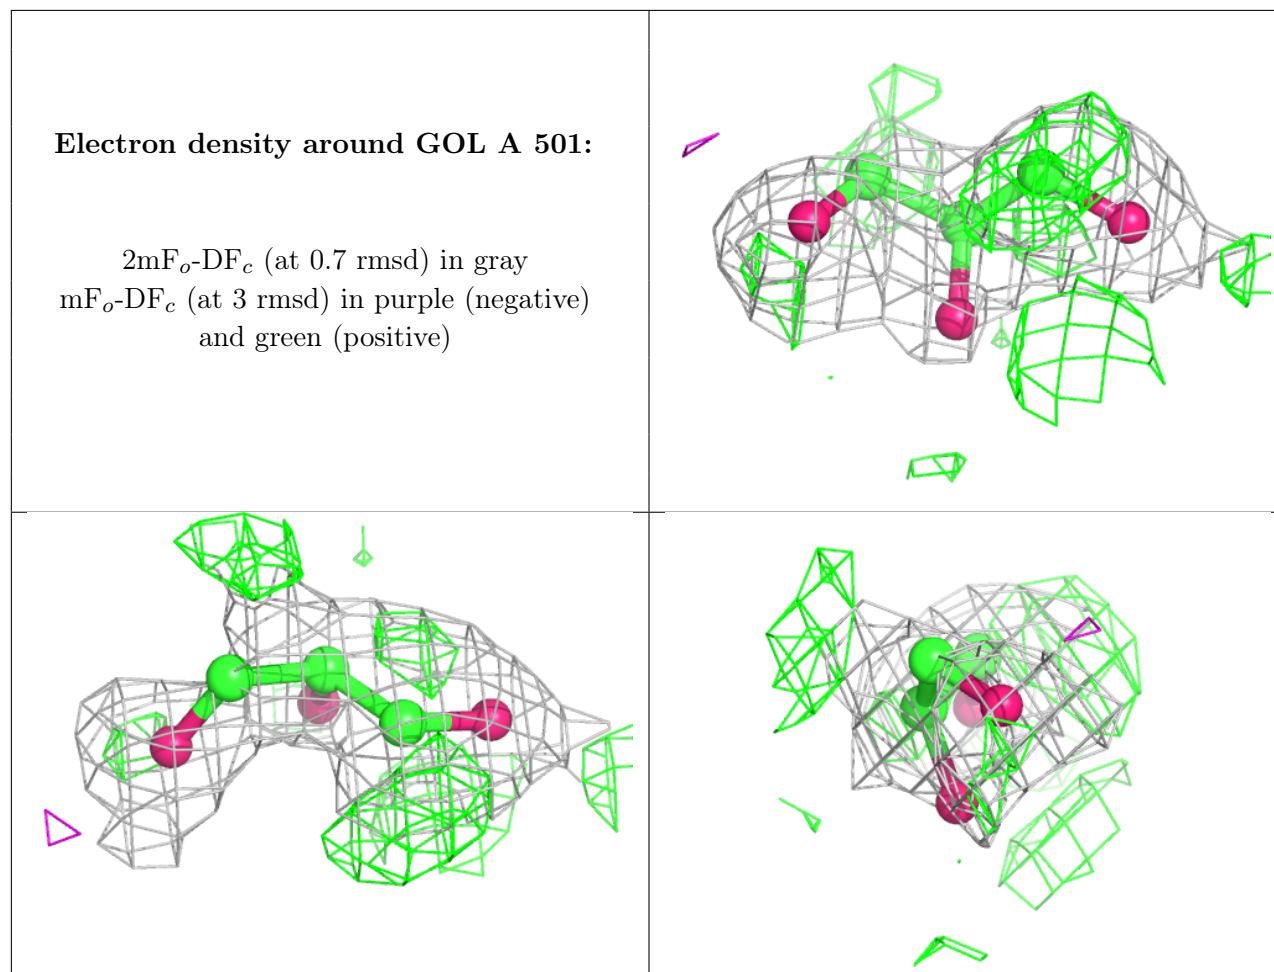 Electron density around GOL A 501:
2mFo-DFc (at 0.7 rmsd) in gray
mFo-DFc (at 3 rmsd) in purple (negative)
and green (positive)